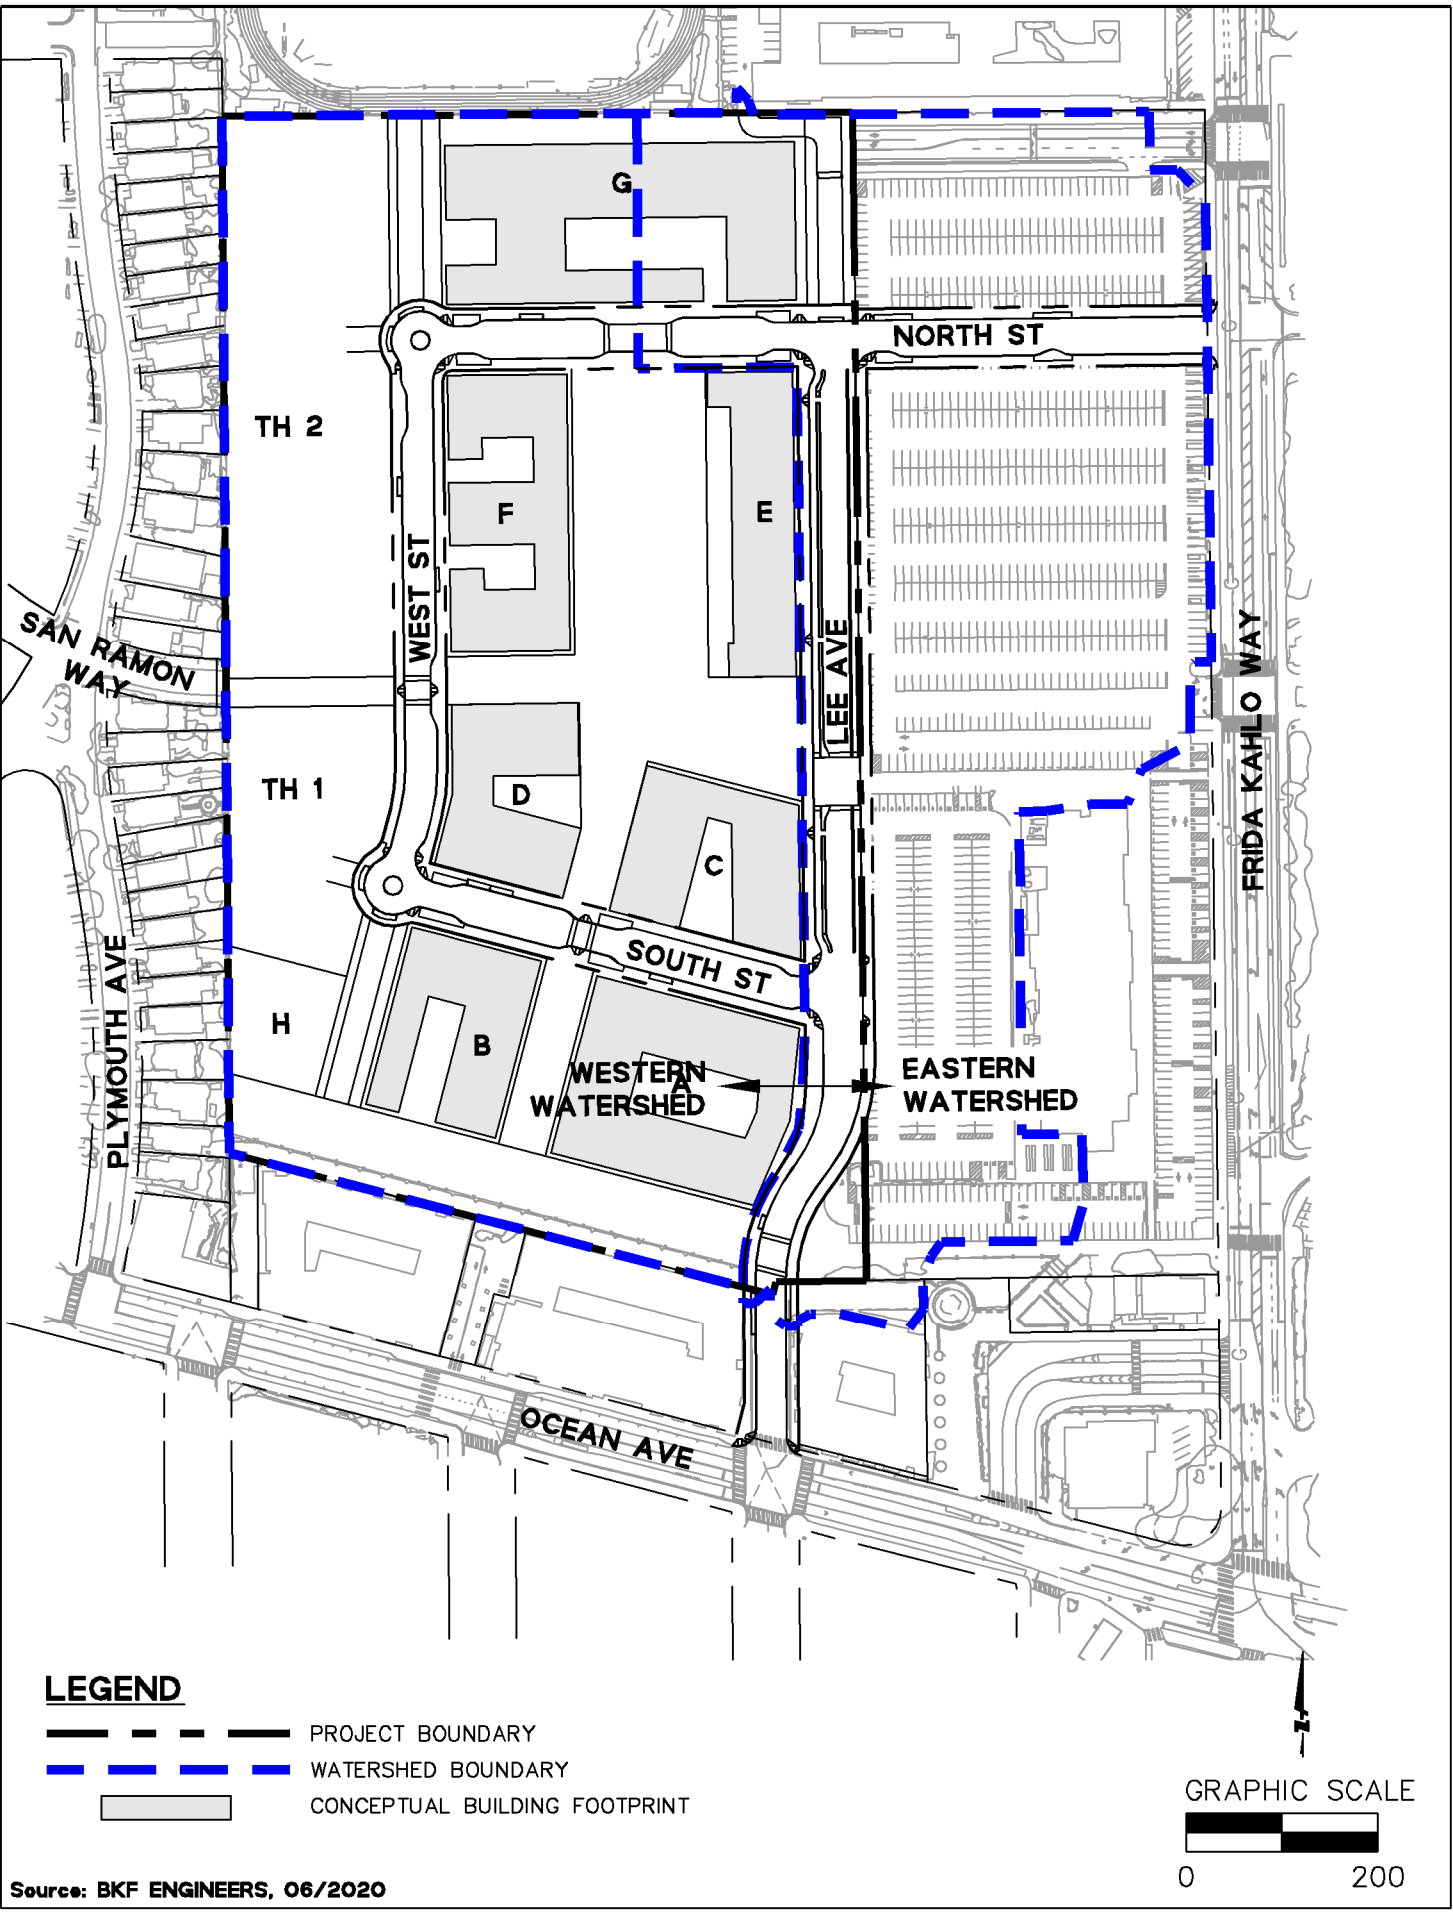 G
NORTH ST
TH 2
F
E
WEST ST
LEE AVE
SAN RAMON
WAY
FRIDA KAHLO WAY
TH 1
D
C
SOUTH ST
PLYMOUTH AVE
H
B
A
WESTERN
WATERSHED
EASTERN
WATERSHED
OCEAN AVE
LEGEND
PROJECT BOUNDARY
WATERSHED BOUNDARY
CONCEPTUAL BUILDING FOOTPRINT
GRAPHIC SCALE
0 200
Source: BKF ENGINEERS, 06/2020